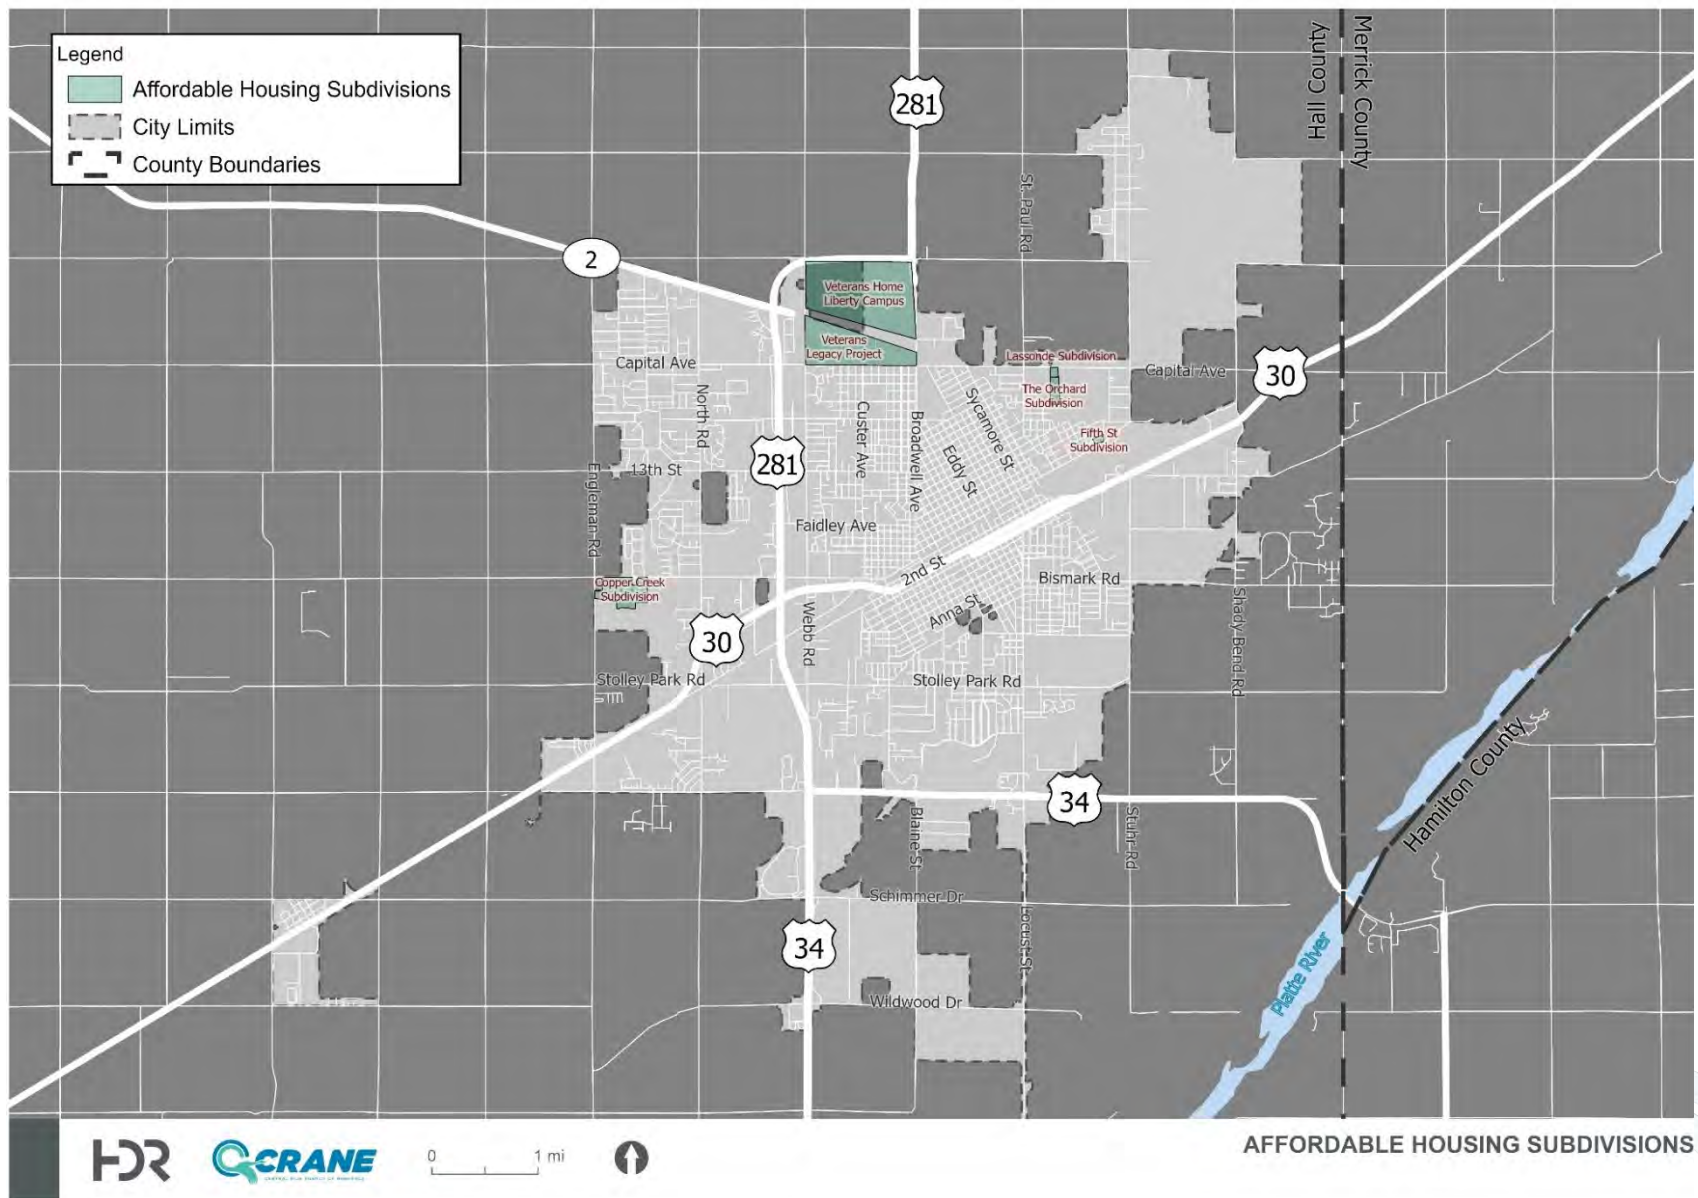 Legend
Affordable Housing Subdivisions
City Limits
County Boundaries
281
Hall County
Merrick County
St. Paul Rd
2
Veterans Home
Liberty Campus
Veterans
Legacy Project
Lassonde Subdivision
Capital Ave
Capital Ave
30
The Orchard
Subdivision
North Rd
Custer Ave
Broadwell Ave
Sycamore St
Eddy St
Fifth St
Subdivision
281
13th St
Engleman Rd
Faidley Ave
2nd St
Bismark Rd
Copper Creek
Subdivision
Anna St
Shady Bend Rd
30
Webb Rd
Stolley Park Rd
Stolley Park Rd
Hamilton County
34
Blaine St
Stuhr Rd
Schimmer Dr
Locust St
34
Platte River
Wildwood Dr
HDR
CRANE
0 1 mi
AFFORDABLE HOUSING SUBDIVISIONS